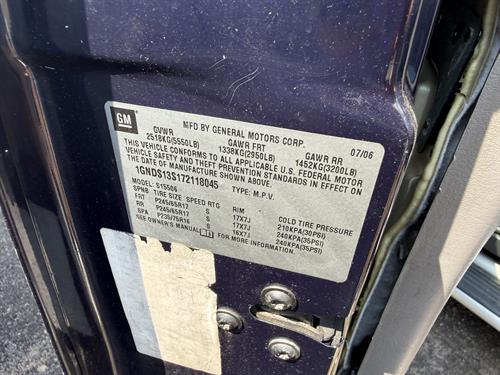 GM
MFD BY GENERAL MOTORS CORP. 07/06
GVWR GAWR FRT GAWR RR
2518KG(5550LB) 1338KG(2950LB) 1452KG(3200LB)
THIS VEHICLE CONFORMS TO ALL APPLICABLE U.S. FEDERAL MOTOR
VEHICLE SAFETY AND THEFT PREVENTION STANDARDS IN EFFECT ON
THE DATE OF MANUFACTURE SHOWN ABOVE.
1GNDS13S172118045 TYPE: M.P.V.
MODEL: S15506
SPNB TIRE SIZE SPEED RTG RIM COLD TIRE PRESSURE
FRT P245/65R17 S 17X7J 210KPA(30PSI)
RR P245/65R17 S 17X7J 240KPA(35PSI)
SPA P235/75R16 S 16X7J 240KPA(35PSI)
SEE OWNER'S MANUAL FOR MORE INFORMATION.